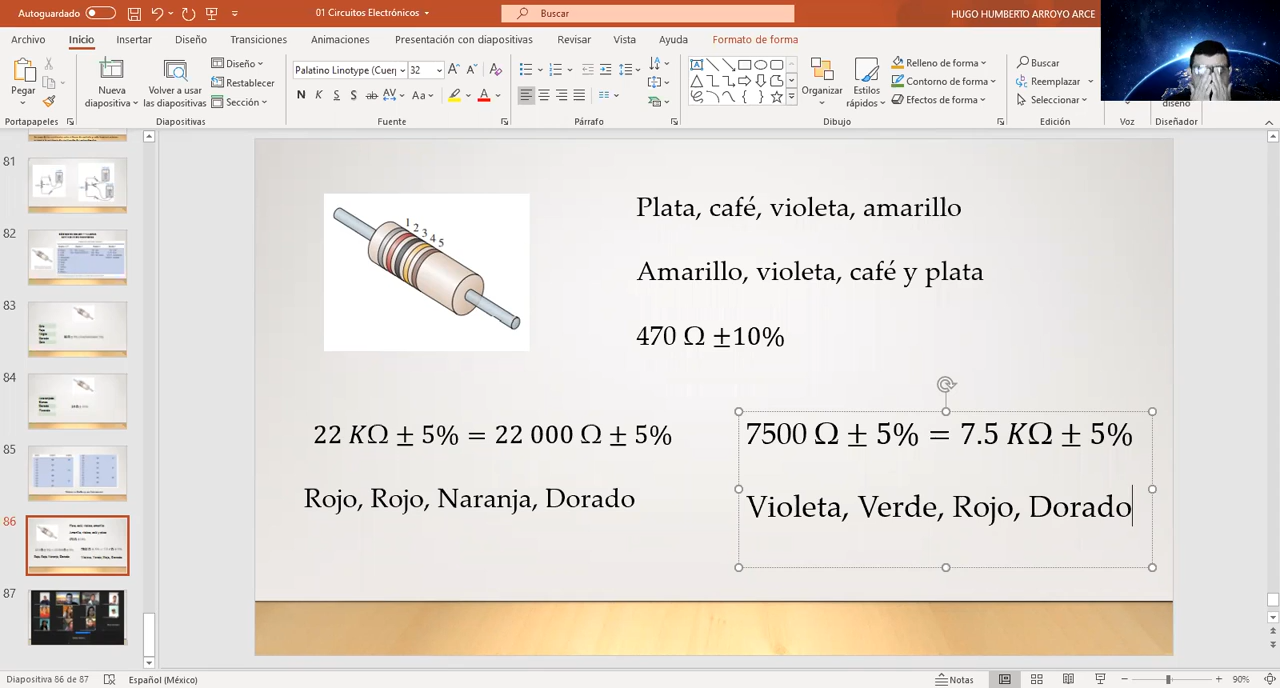 Autoguardado
01 Circuitos Electrónicos
Buscar
HUGO HUMBERTO ARROYO ARCE
Archivo Inicio Insertar Diseño Transiciones Animaciones Presentación con diapositivas Revisar Vista Ayuda Formato de forma
Pegar
Nueva diapositiva
Volver a usar las diapositivas
Diseño
Restablecer
Sección
Palatino Linotype (Cuerp 32
N K S S ab AV Aa A
Organizar
Estilos rápidos
Relleno de forma
Contorno de forma
Efectos de forma
Buscar
Reemplazar
Seleccionar
diseño
Portapapeles Diapositivas Fuente Párrafo Dibujo Edición Voz Diseñador
81
82
83
84
85
86
87
1 2 3 4 5
Plata, café, violeta, amarillo
Amarillo, violeta, café y plata
470 Ω ±10%
22 KΩ ± 5% = 22 000 Ω ± 5%
Rojo, Rojo, Naranja, Dorado
7500 Ω ± 5% = 7.5 KΩ ± 5%
Violeta, Verde, Rojo, Dorado
Diapositiva 86 de 87 Español (México) Notas 90%